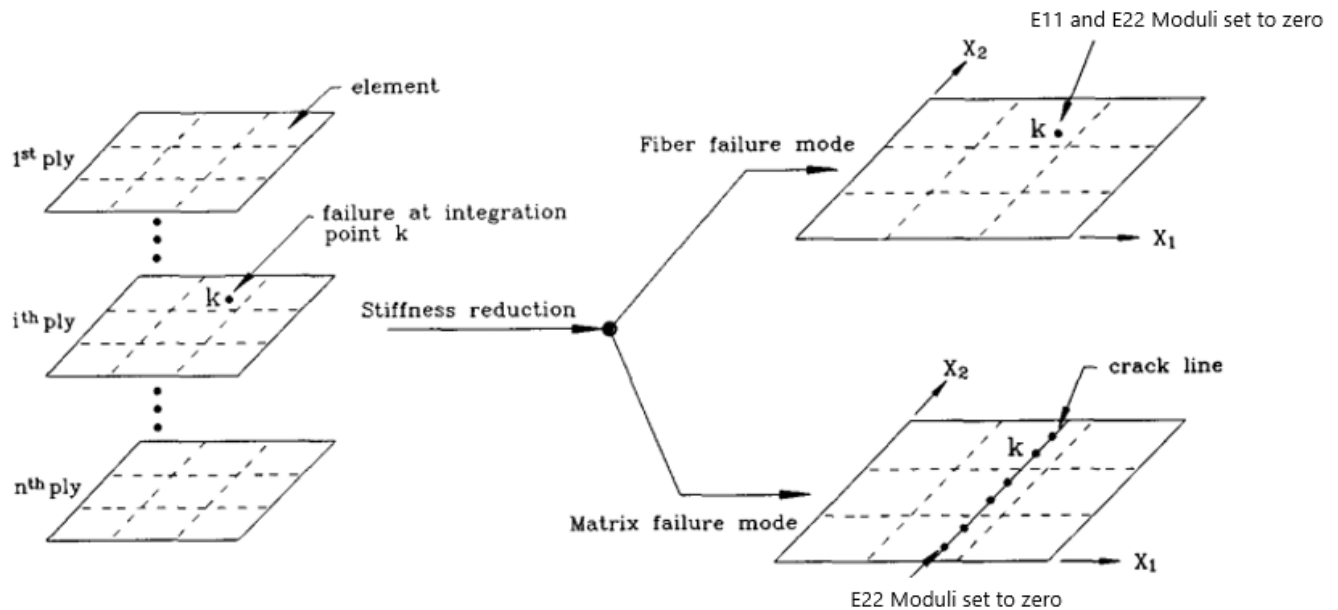 E11 and E22 Moduli set to zero
X2
element
k
Fiber failure mode
1st ply
X1
failure at integration
point k
k
ith ply
Stiffness reduction
X2
crack line
k
nth ply
Matrix failure mode
X1
E22 Moduli set to zero